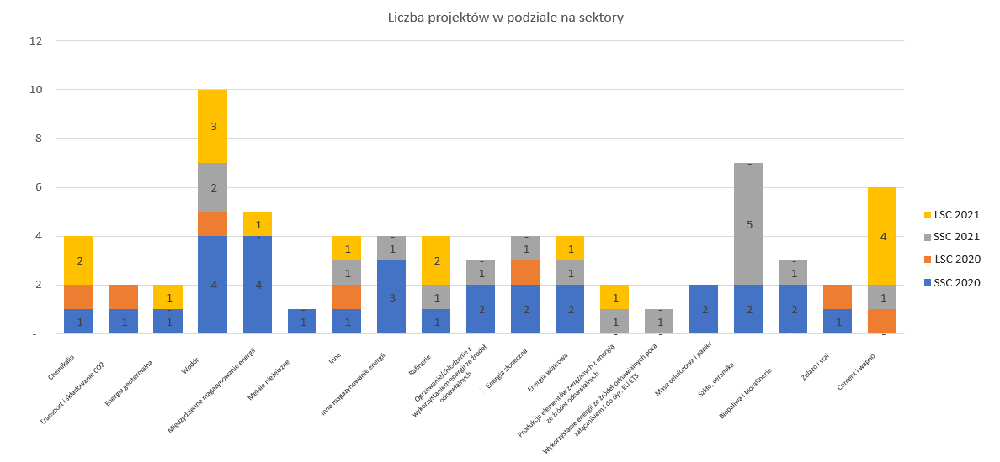 Liczba projektów w podziale na sektory
12
10
8
6
4
2
-
2
1
-
1
-
1
1
-
1
3
2
4
1
-
4
-
1
1
1
1
-
1
3
2
1
1
-
1
2
-
1
2
1
1
2
1
1
-
-
1
-
-
2
-
5
2
-
1
2
-
1
4
1
-
Chemikalia
Transport i składowanie CO2
Energia geotermalna
Wodór
Międzydzienne magazynowanie energii
Metale nieżelazne
Inne
Inne magazynowanie energii
Rafinerie
Ogrzewanie/chłodzenie z
wykorzystaniem energii ze źródeł
odnawialnych
Energia słoneczna
Energia wiatrowa
Produkcja elementów związanych z energią
ze źródeł odnawialnych
Wykorzystanie energii ze źródeł odnawialnych poza
załącznikiem I do dyr. EU ETS
Masa celulozowa i papier
Szkło, ceramika
Biopaliwa i biorafinerie
Żelazo i stal
Cement i wapno
LSC 2021
SSC 2021
LSC 2020
SSC 2020